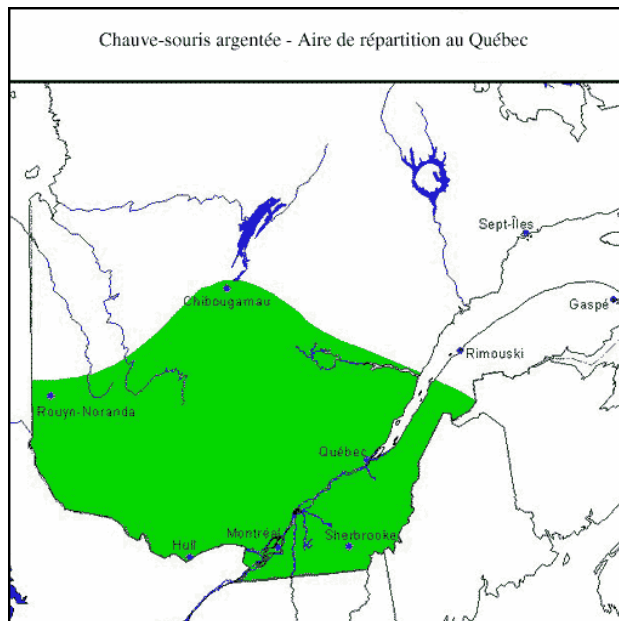 Chauve-souris argentée - Aire de répartition au Québec
Sept-Îles
Chibougamau
Gaspé
Rimouski
Rouyn-Noranda
Québec
Montréal
Sherbrooke
Hull